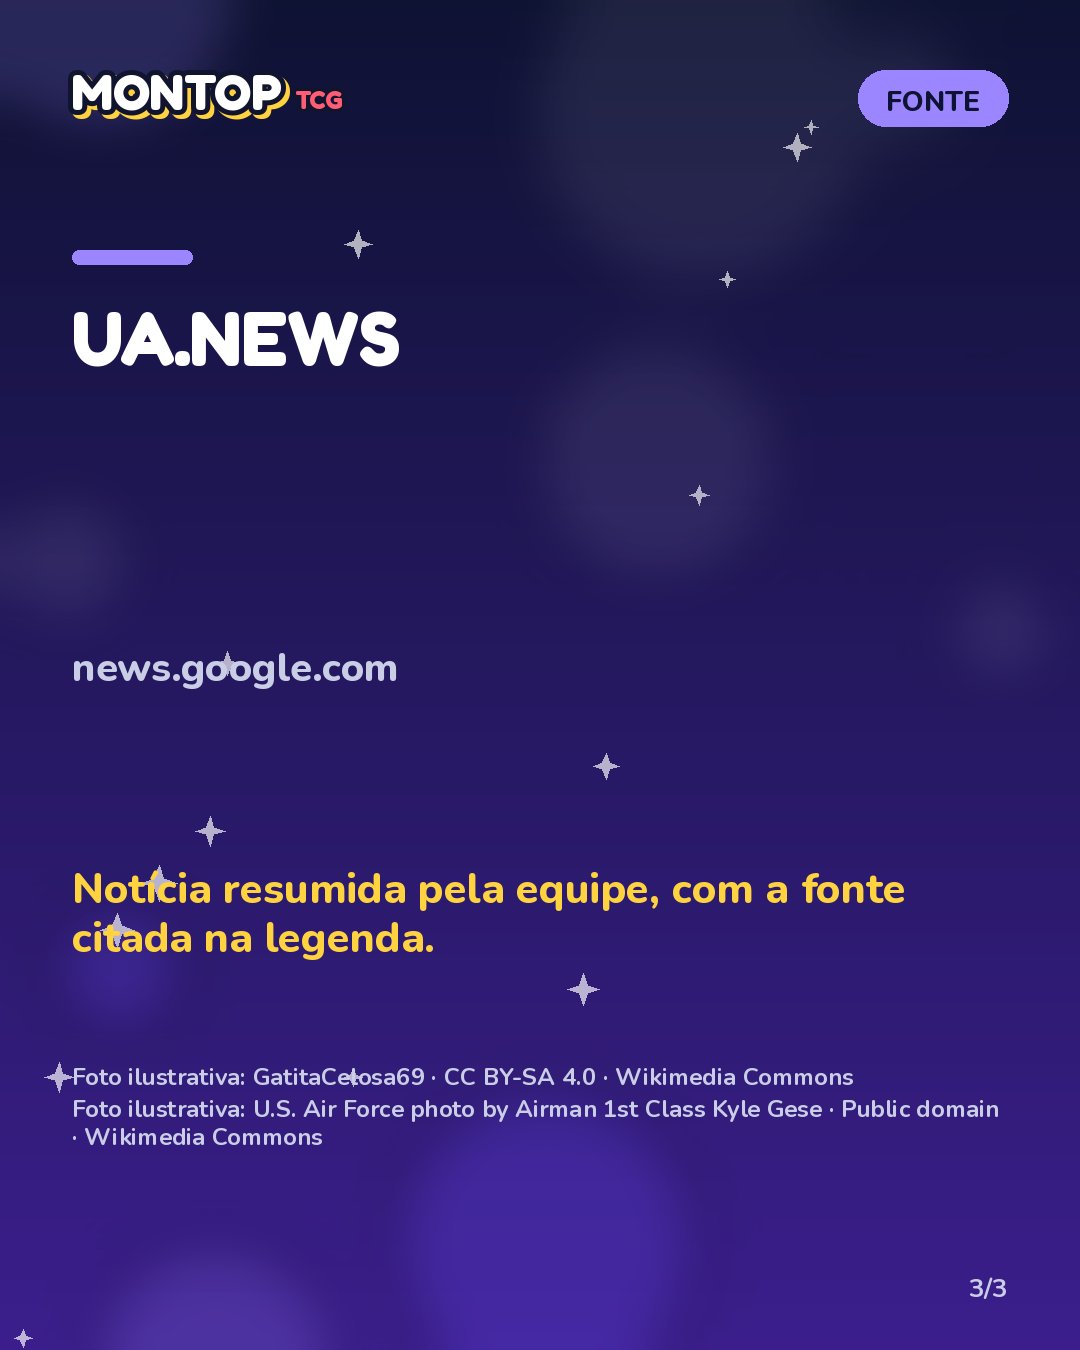 MONTOP TCG
FONTE
UA.NEWS
news.google.com
Notícia resumida pela equipe, com a fonte
citada na legenda.
Foto ilustrativa: GatitaCelosa69 · CC BY-SA 4.0 · Wikimedia Commons
Foto ilustrativa: U.S. Air Force photo by Airman 1st Class Kyle Gese · Public domain
· Wikimedia Commons
3/3